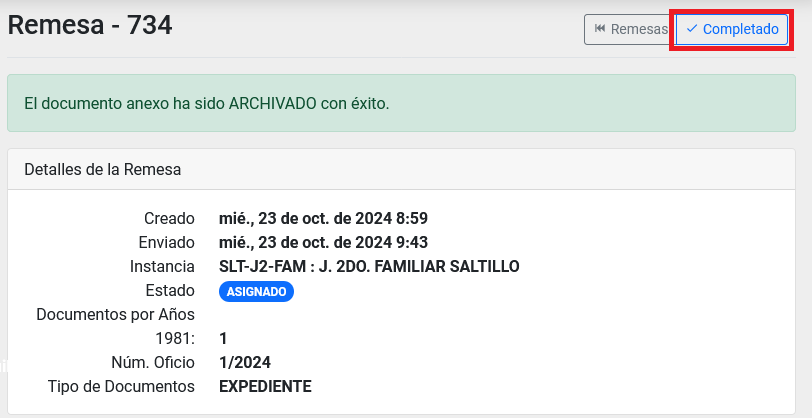 Remesa - 734
Remesas
Completado
El documento anexo ha sido ARCHIVADO con éxito.
Detalles de la Remesa
Creado mié., 23 de oct. de 2024 8:59
Enviado mié., 23 de oct. de 2024 9:43
Instancia SLT-J2-FAM : J. 2DO. FAMILIAR SALTILLO
Estado ASIGNADO
Documentos por Años
1981: 1
Núm. Oficio 1/2024
Tipo de Documentos EXPEDIENTE